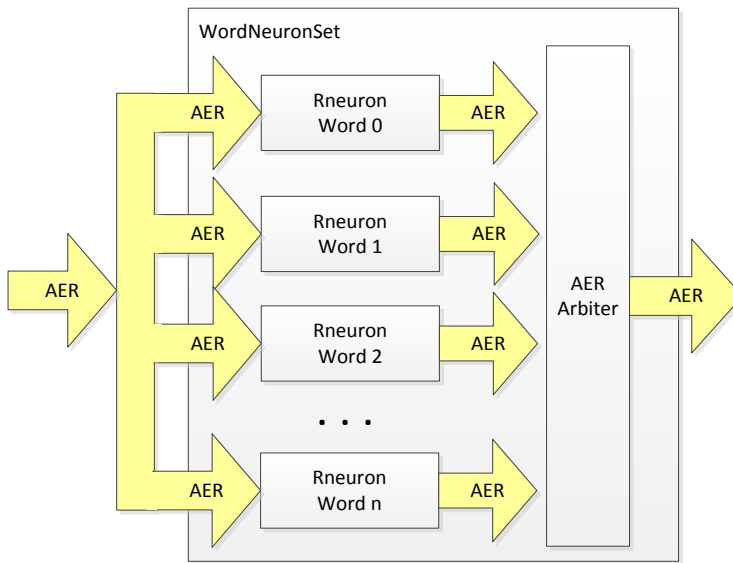 WordNeuronSet
AER
Rneuron
Word 0
AER
AER
Rneuron
Word 1
AER
AER
AER
Arbiter
AER
AER
Rneuron
Word 2
AER
. . .
AER
Rneuron
Word n
AER